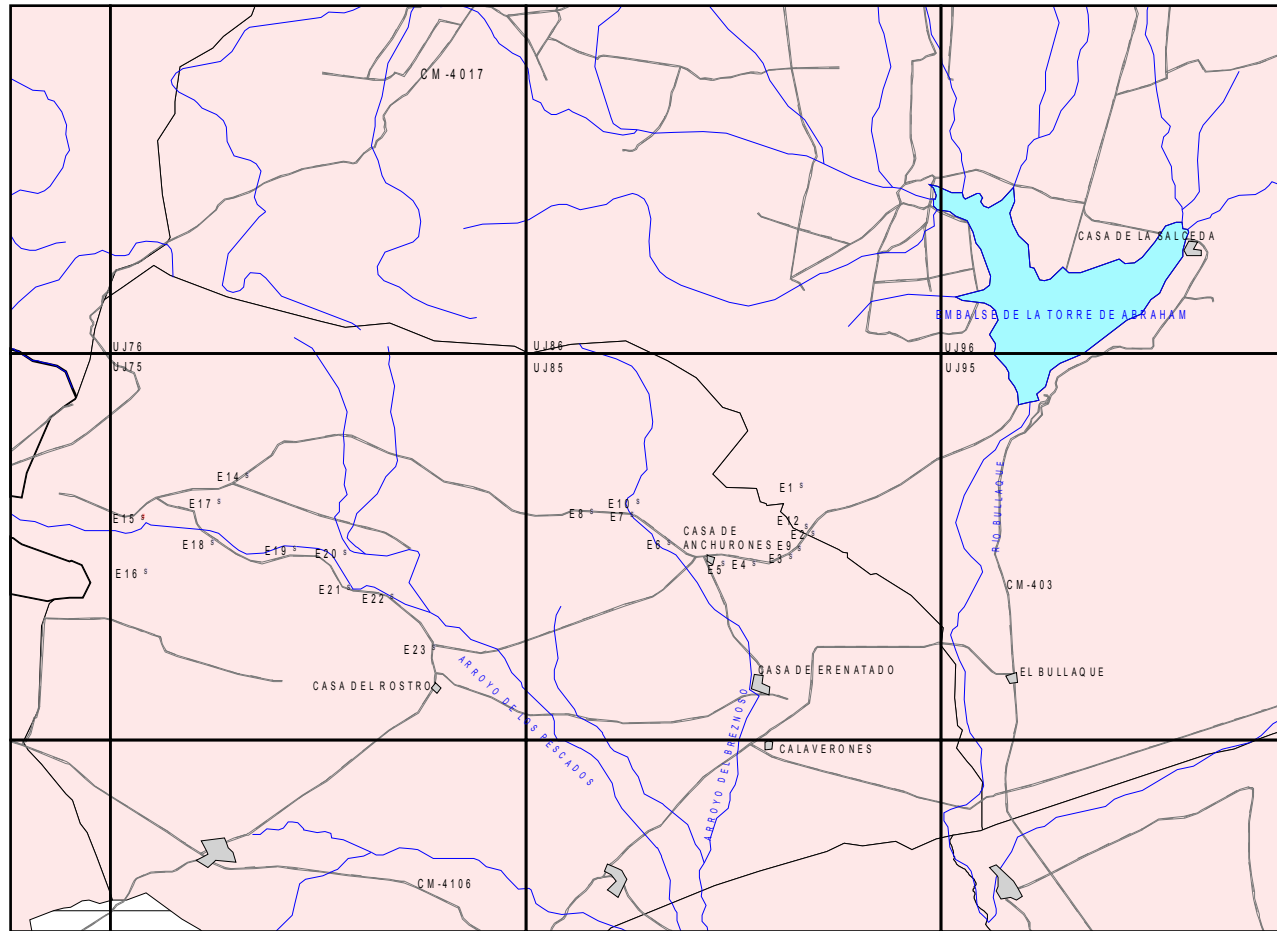 CM-4017
CASA DE LA SALCEDA
EMBALSE DE LA TORRE DE ABRAHAM
UJ76
UJ86
UJ96
UJ75
UJ85
UJ95
RIO BULLAQUE
E14 s
E17 s
E15 s
E18 s
E19 s
E20 s
E16 s
E21 s
E22 s
E23 s
E1 s
E10 s
E8 s
E7 s
E12 s
E2 s
CASA DE
ANCHURONES
E6 s
E9 s
E3 s
E4 s
E5 s
CM-403
CASA DEL ROSTRO
ARROYO DE LOS PESCADOS
CASA DE ERENATADO
EL BULLAQUE
ARROYO DEL BREZNOSO
CALAVERONES
CM-4106